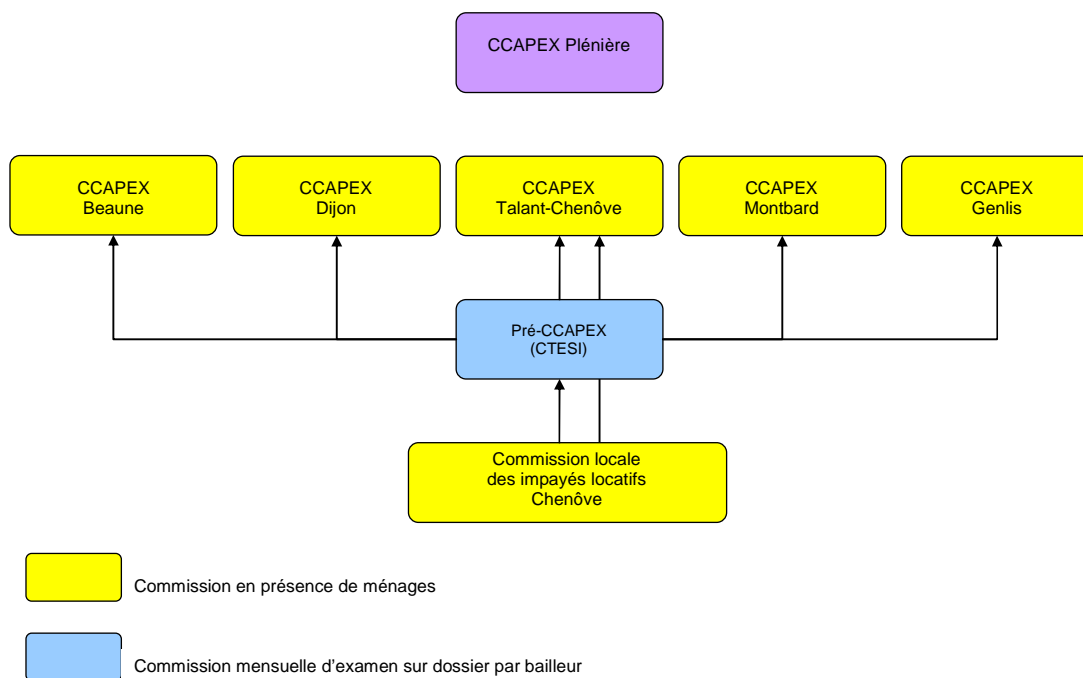 CCAPEX Plénière
CCAPEX
Beaune
CCAPEX
Dijon
CCAPEX
Talant-Chenôve
CCAPEX
Montbard
CCAPEX
Genlis
Pré-CCAPEX
(CTESI)
Commission locale
des impayés locatifs
Chenôve
Commission en présence de ménages
Commission mensuelle d'examen sur dossier par bailleur